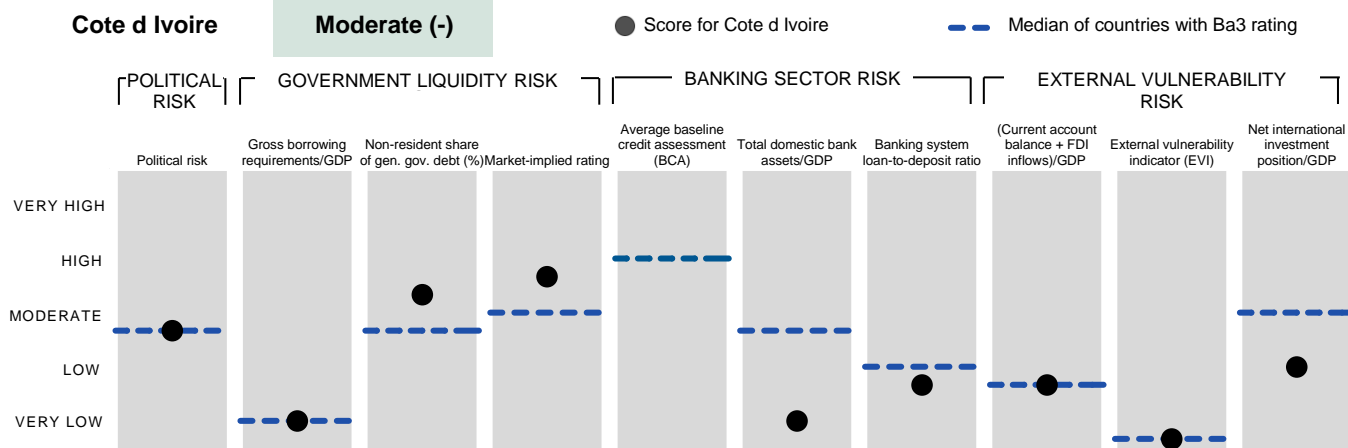 Cote d Ivoire
Moderate (-)
Score for Cote d Ivoire
Median of countries with Ba3 rating
POLITICAL
RISK
GOVERNMENT LIQUIDITY RISK
BANKING SECTOR RISK
EXTERNAL VULNERABILITY
RISK
Political risk
Gross borrowing
requirements/GDP
Non-resident share
of gen. gov. debt (%)
Market-implied rating
Average baseline
credit assessment
(BCA)
Total domestic bank
assets/GDP
Banking system
loan-to-deposit ratio
(Current account
balance + FDI
inflows)/GDP
External vulnerability
indicator (EVI)
Net international
investment
position/GDP
VERY HIGH
HIGH
MODERATE
LOW
VERY LOW